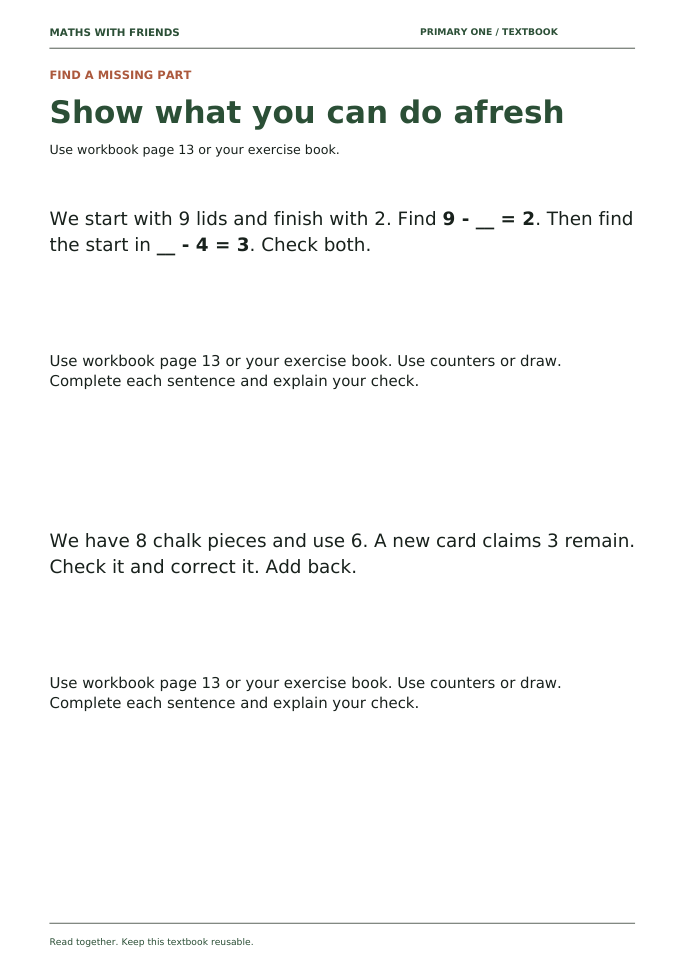 MATHS WITH FRIENDS
PRIMARY ONE / TEXTBOOK
FIND A MISSING PART
Show what you can do afresh
Use workbook page 13 or your exercise book.
We start with 9 lids and finish with 2. Find 9 - __ = 2. Then find
the start in __ - 4 = 3. Check both.
Use workbook page 13 or your exercise book. Use counters or draw.
Complete each sentence and explain your check.
We have 8 chalk pieces and use 6. A new card claims 3 remain.
Check it and correct it. Add back.
Use workbook page 13 or your exercise book. Use counters or draw.
Complete each sentence and explain your check.
Read together. Keep this textbook reusable.